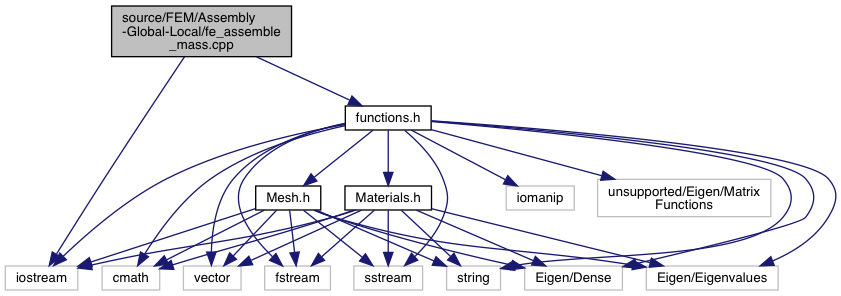 source/FEM/Assembly
-Global-Local/fe_assemble
_mass.cpp
functions.h
Mesh.h
Materials.h
iomanip
unsupported/Eigen/Matrix
Functions
iostream
cmath
vector
fstream
sstream
string
Eigen/Dense
Eigen/Eigenvalues